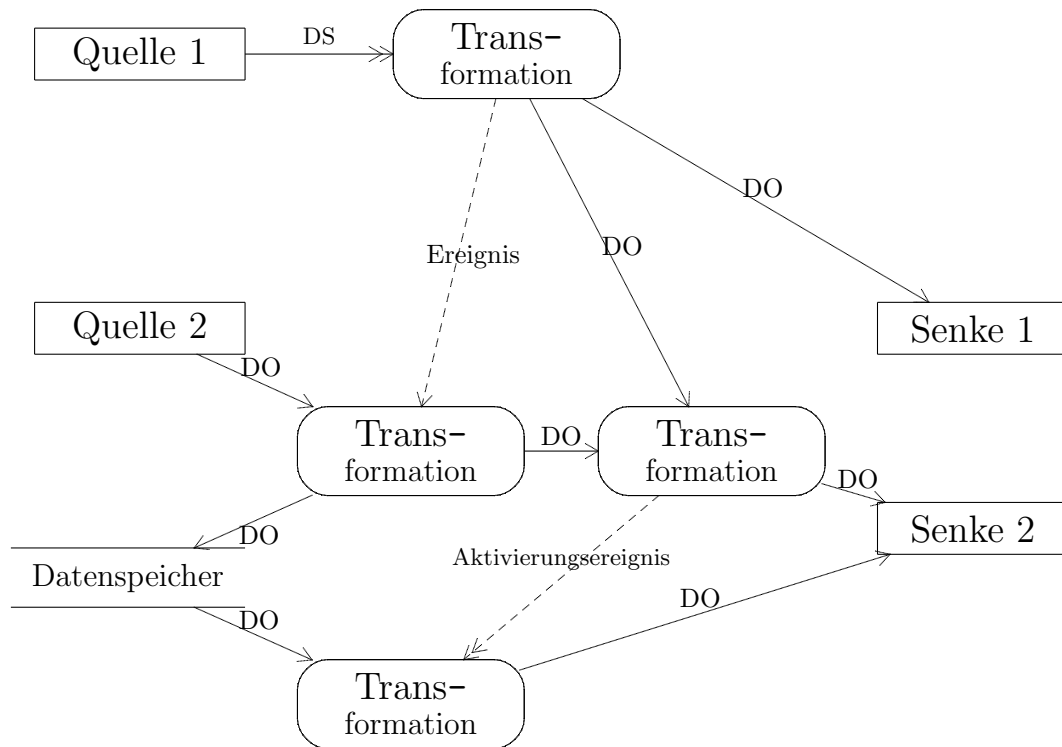 Quelle 1
DS
Trans-
formation
DO
Ereignis
DO
Quelle 2
Senke 1
DO
Trans-
formation
DO
Trans-
formation
DO
Senke 2
DO
Aktivierungsereignis
Datenspeicher
DO
DO
Trans-
formation